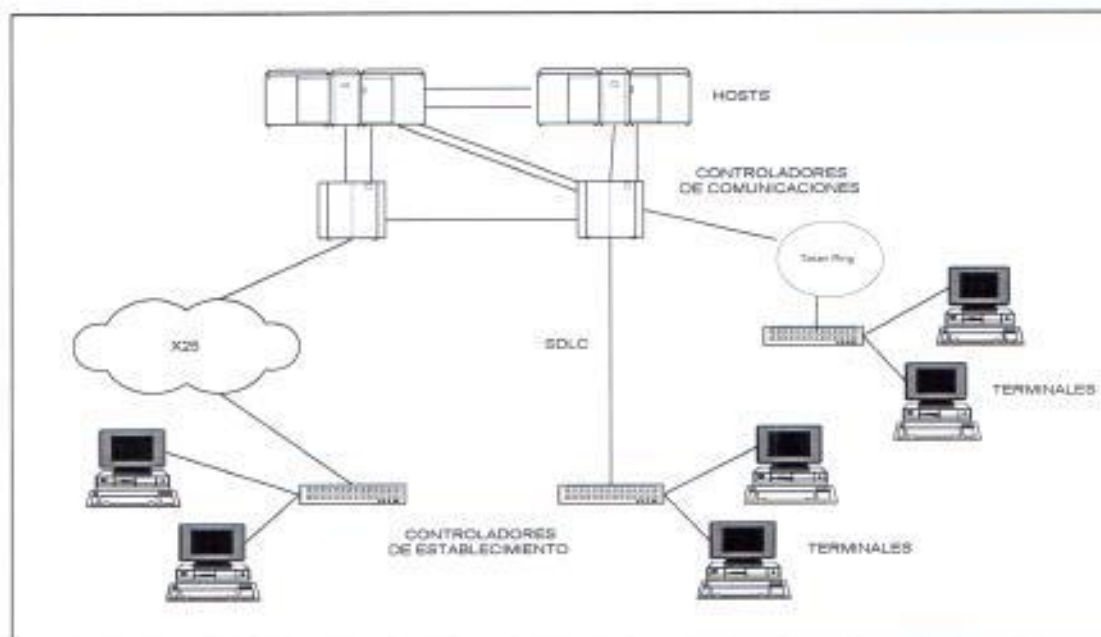 HOSTS
CONTROLADORES
DE COMUNICACIONES
Token Ring
X25
SDLC
TERMINALES
CONTROLADORES
DE ESTABLECIMIENTO
TERMINALES